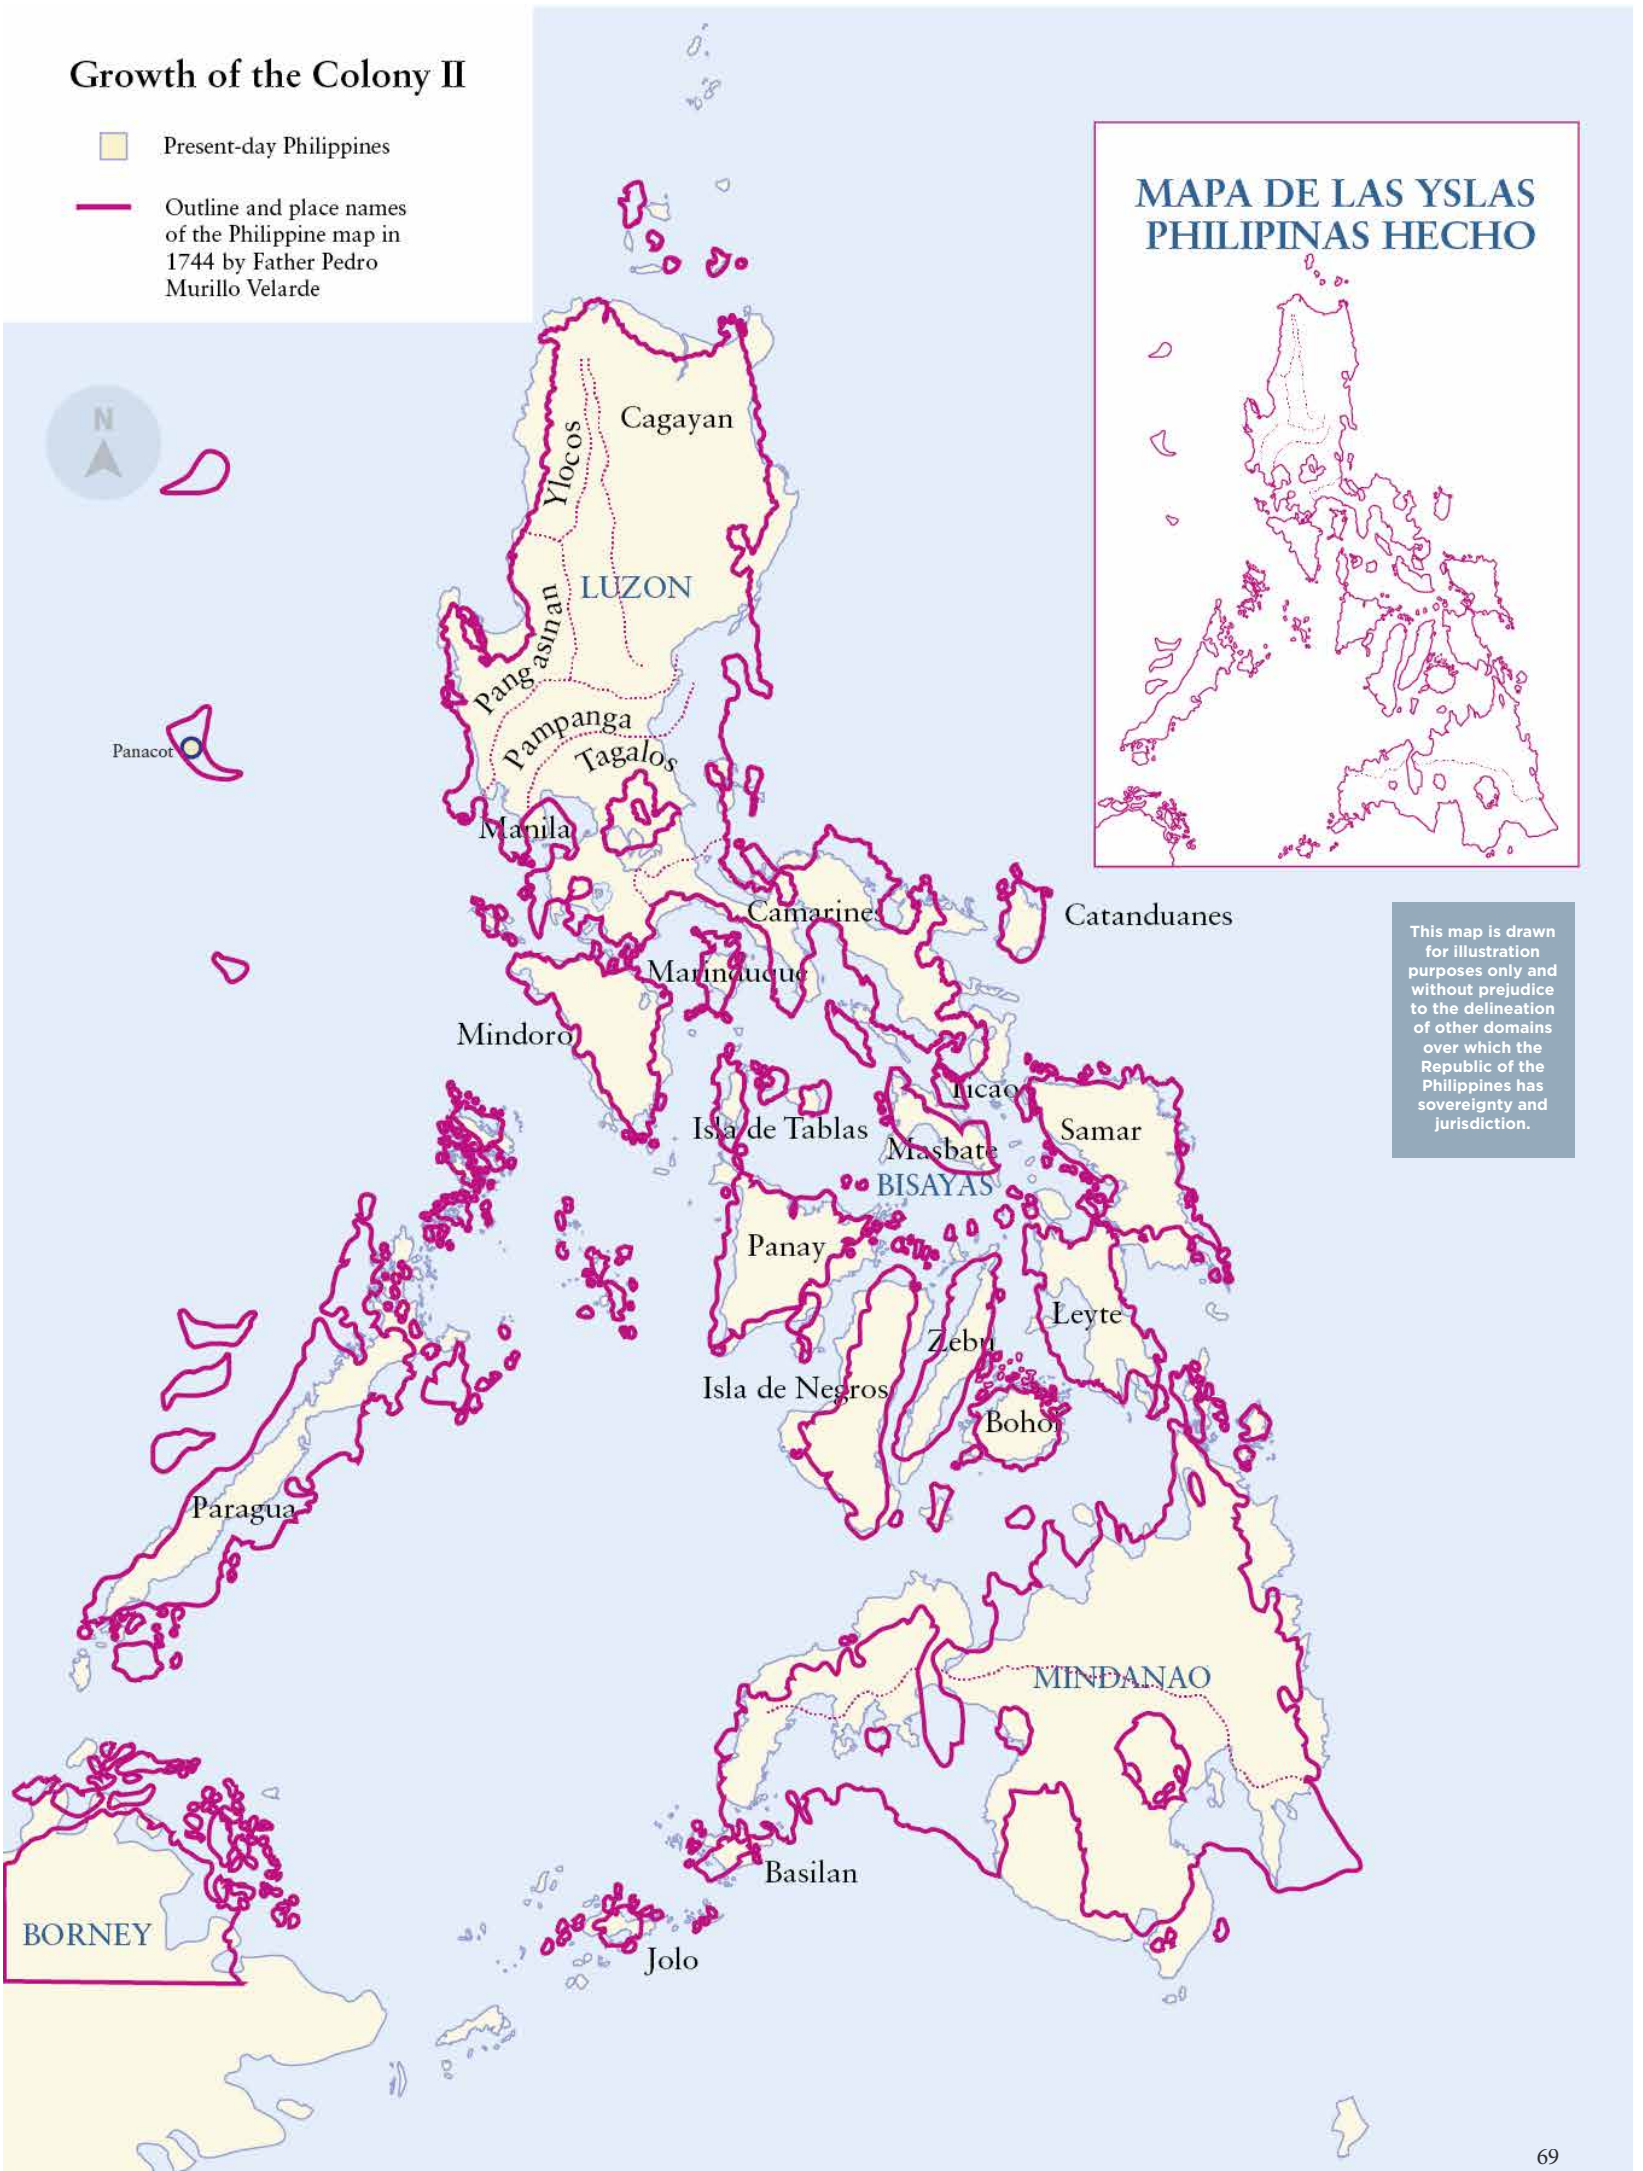 Growth of the Colony II
Present-day Philippines
Outline and place names
of the Philippine map in
1744 by Father Pedro
Murillo Velarde
MAPA DE LAS YSLAS
PHILIPINAS HECHO
N
Cagayan
Ylocos
LUZON
Pangasinan
Pampanga
Tagalos
Panacot
Manila
Camarines
Catanduanes
This map is drawn
for illustration
purposes only and
without prejudice
to the delineation
of other domains
over which the
Republic of the
Philippines has
sovereignty and
jurisdiction.
Marinduque
Mindoro
Ticao
Isla de Tablas
Samar
Masbate
BISAYAS
Panay
Leyte
Zebu
Isla de Negros
Bohol
Paragua
MINDANAO
Basilan
BORNEY
Jolo
69